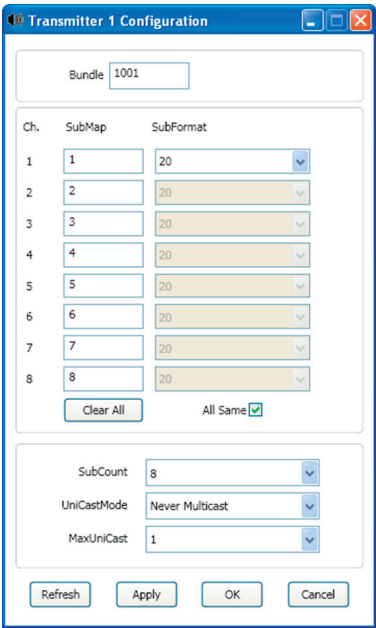 Transmitter 1 Configuration
Bundle 1001
Ch. SubMap SubFormat
1 1 20
2 2 20
3 3 20
4 4 20
5 5 20
6 6 20
7 7 20
8 8 20
Clear All All Same
SubCount 8
UniCastMode Never Multicast
MaxUniCast 1
Refresh Apply OK Cancel